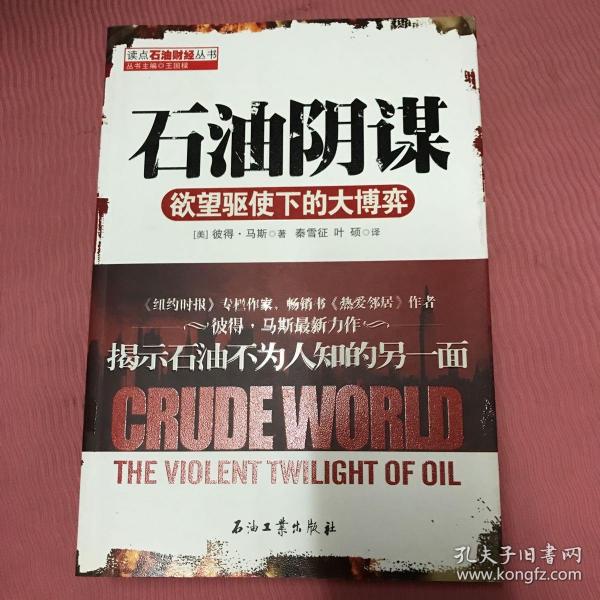 读点石油财经丛书
丛书主编◎王国樑
石油阴谋
欲望驱使下的大博弈
[美] 彼得·马斯◎著 秦雪征 叶 硕◎译
《纽约时报》专栏作家，畅销书《热爱邻居》作者
彼得·马斯最新力作
揭示石油不为人知的另一面
CRUDE WORLD
THE VIOLENT TWILIGHT OF OIL
石油工業出版社
孔夫子旧書网
www.kongfz.com